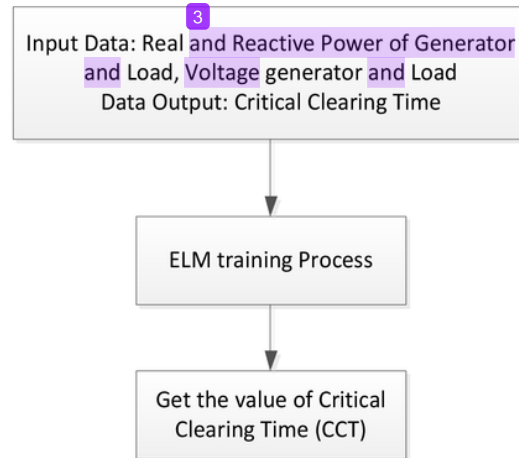 3
Input Data: Real and Reactive Power of Generator
and Load, Voltage generator and Load
Data Output: Critical Clearing Time
ELM training Process
Get the value of Critical
Clearing Time (CCT)